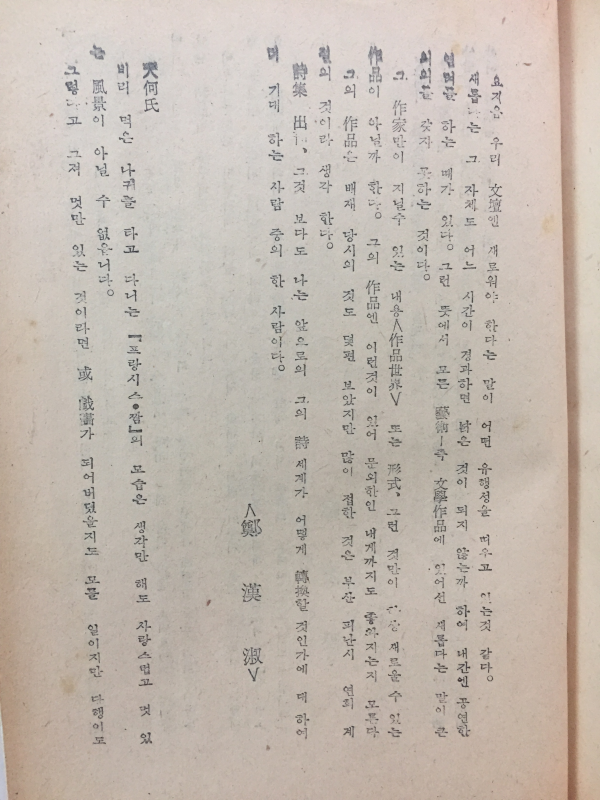 요지음 우리 文壇엔 새로워야 한다는 말이 어떤 유행성을 띠우고 있는것 같다。
새롭다는 그 자체도 어느 시간이 경과하면 낡은 것이 되지 않는까 하여 내간엔 공연한
염려를 하는 때가 있다。그런 뜻에서 모든 藝術ー즉 文學作品에 있어선 새롭다는 말이 큰
의의를 갖지 못하는 것이다。
그 作家만이 지닐수 있는 내용∧作品世界∨ 또는 形式、그런 것만이 새로울수 있는
作品이 아닐까 한다。그의 作品엔 이런것이 있어 문외한인 내게까지도 좋와지는지 모른다
그의 作品은 배재 당시의 것도 몇편 보았지만 많이 접한 것은 부산 피난시 연희 계
절의 것이라 생각 한다。
詩集 出刊、그것 보다도 나는 앞으로의 그의 詩 세계가 어떻게 轉換할 것인가에 대 하여
며 기대 하는 사람 중의 한 사람이다。
∧鄭 漢 淑∨
天何氏
비리 먹은 나귀를 타고 다니는 『프랑시스•짬』의 모습은 생각만 해도 사랑스럽고 멋 있
는 風景이 아닐 수 없읍니다。
그렇다고 그저 멋만 있는 것이라면 或 戱畵가 되어버렸을지도 모를 일이지만 다행이도